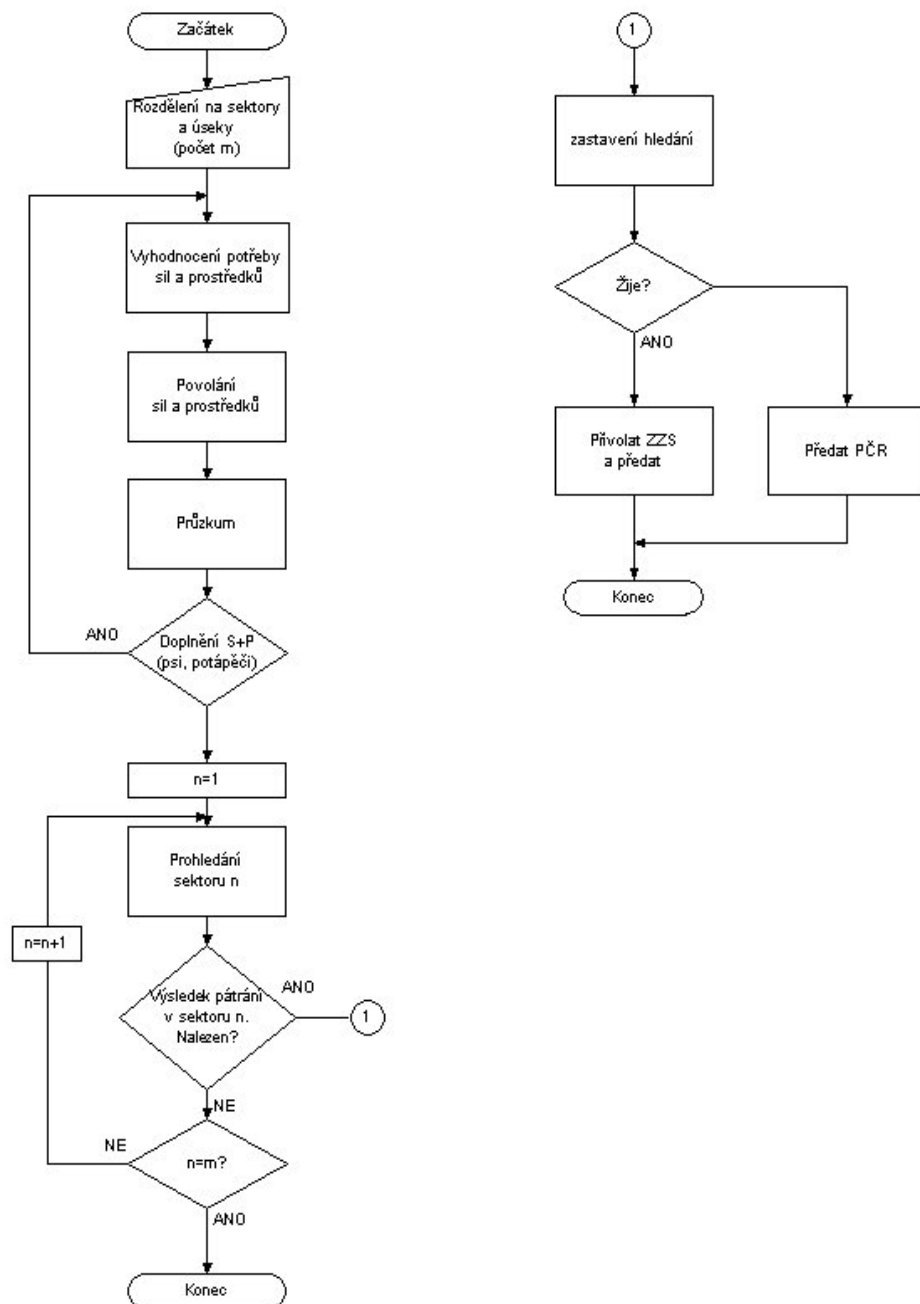 Začátek
Rozdělení na sektory
a úseky
(počet m)
Vyhodnocení potřeby
sil a prostředků
Povolání
sil a prostředků
Průzkum
ANO
Doplnění S+P
(psi, potápěči)
n=1
Prohledání
sektoru n
n=n+1
Výsledek pátrání
v sektoru n.
Nalezen?
ANO
1
NE
NE
n=m?
ANO
Konec
1
zastavení hledání
Žije?
ANO
Přivolat ZZS
a předat
Předat PČR
Konec